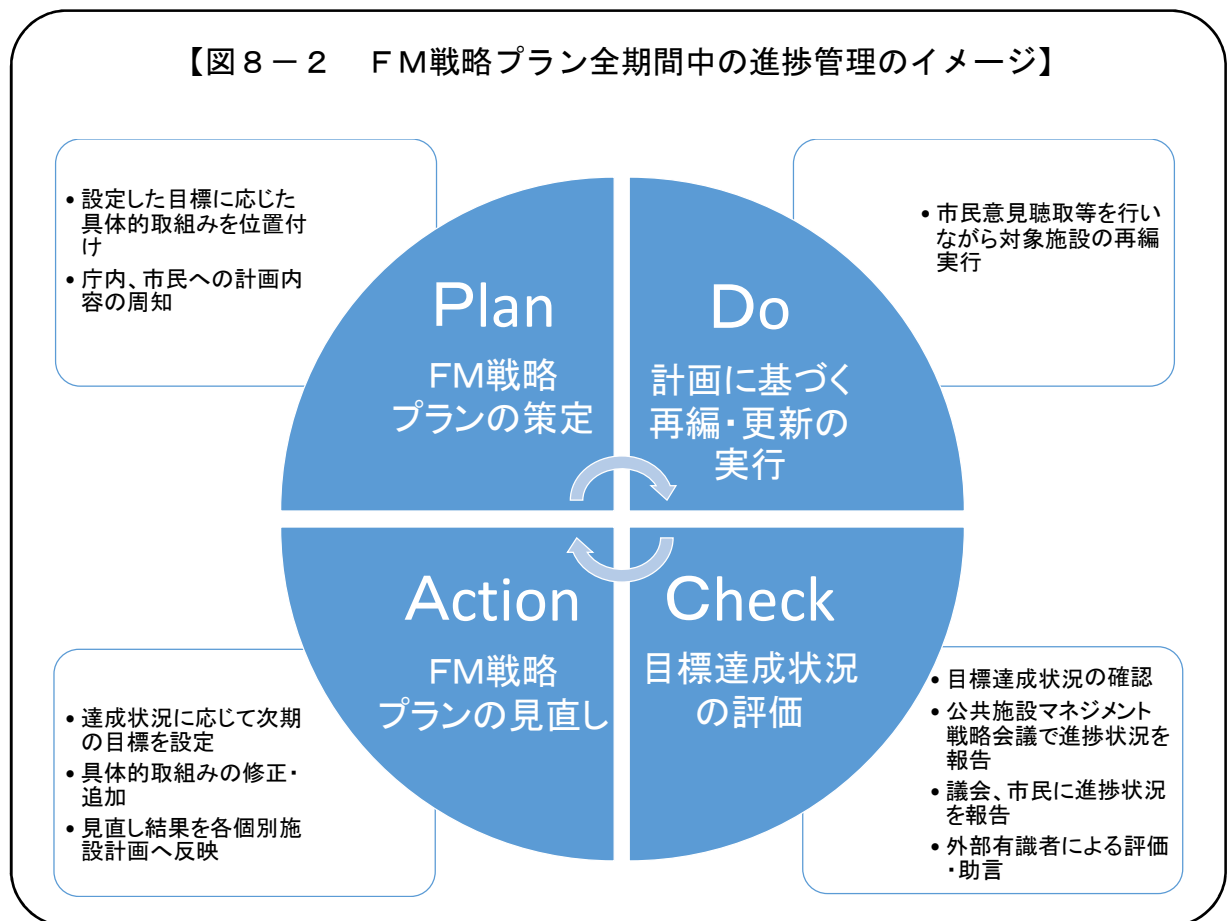 【図８－２　ＦＭ戦略プラン全期間中の進捗管理のイメージ】
• 設定した目標に応じた
具体的取組みを位置付
け
• 庁内、市民への計画内
容の周知
• 市民意見聴取等を行い
ながら対象施設の再編
実行
Plan
ＦＭ戦略
プランの策定
Do
計画に基づく
再編・更新の
実行
Action
ＦＭ戦略
プランの見直し
Check
目標達成状況
の評価
• 達成状況に応じて次期
の目標を設定
• 具体的取組みの修正・
追加
• 見直し結果を各個別施
設計画へ反映
• 目標達成状況の確認
• 公共施設マネジメント
戦略会議で進捗状況を
報告
• 議会、市民に進捗状況
を報告
• 外部有識者による評価
・助言